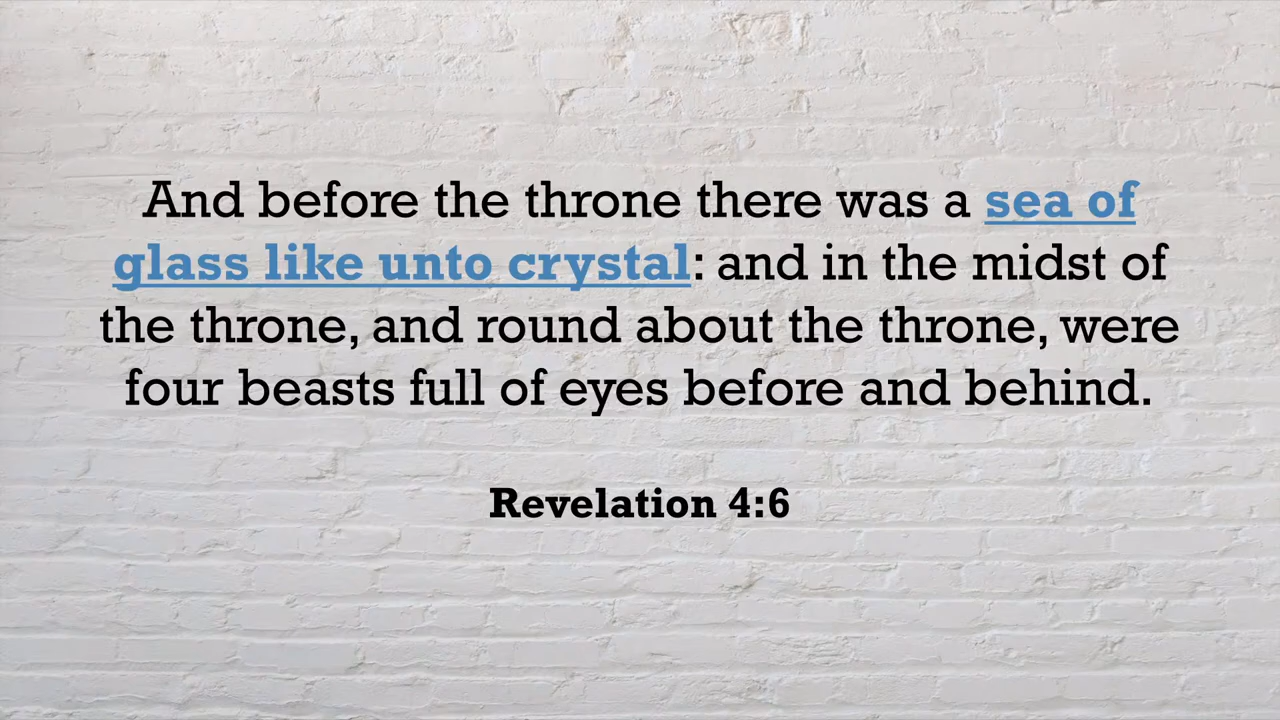 And before the throne there was a sea of
glass like unto crystal: and in the midst of
the throne, and round about the throne, were
four beasts full of eyes before and behind.
Revelation 4:6